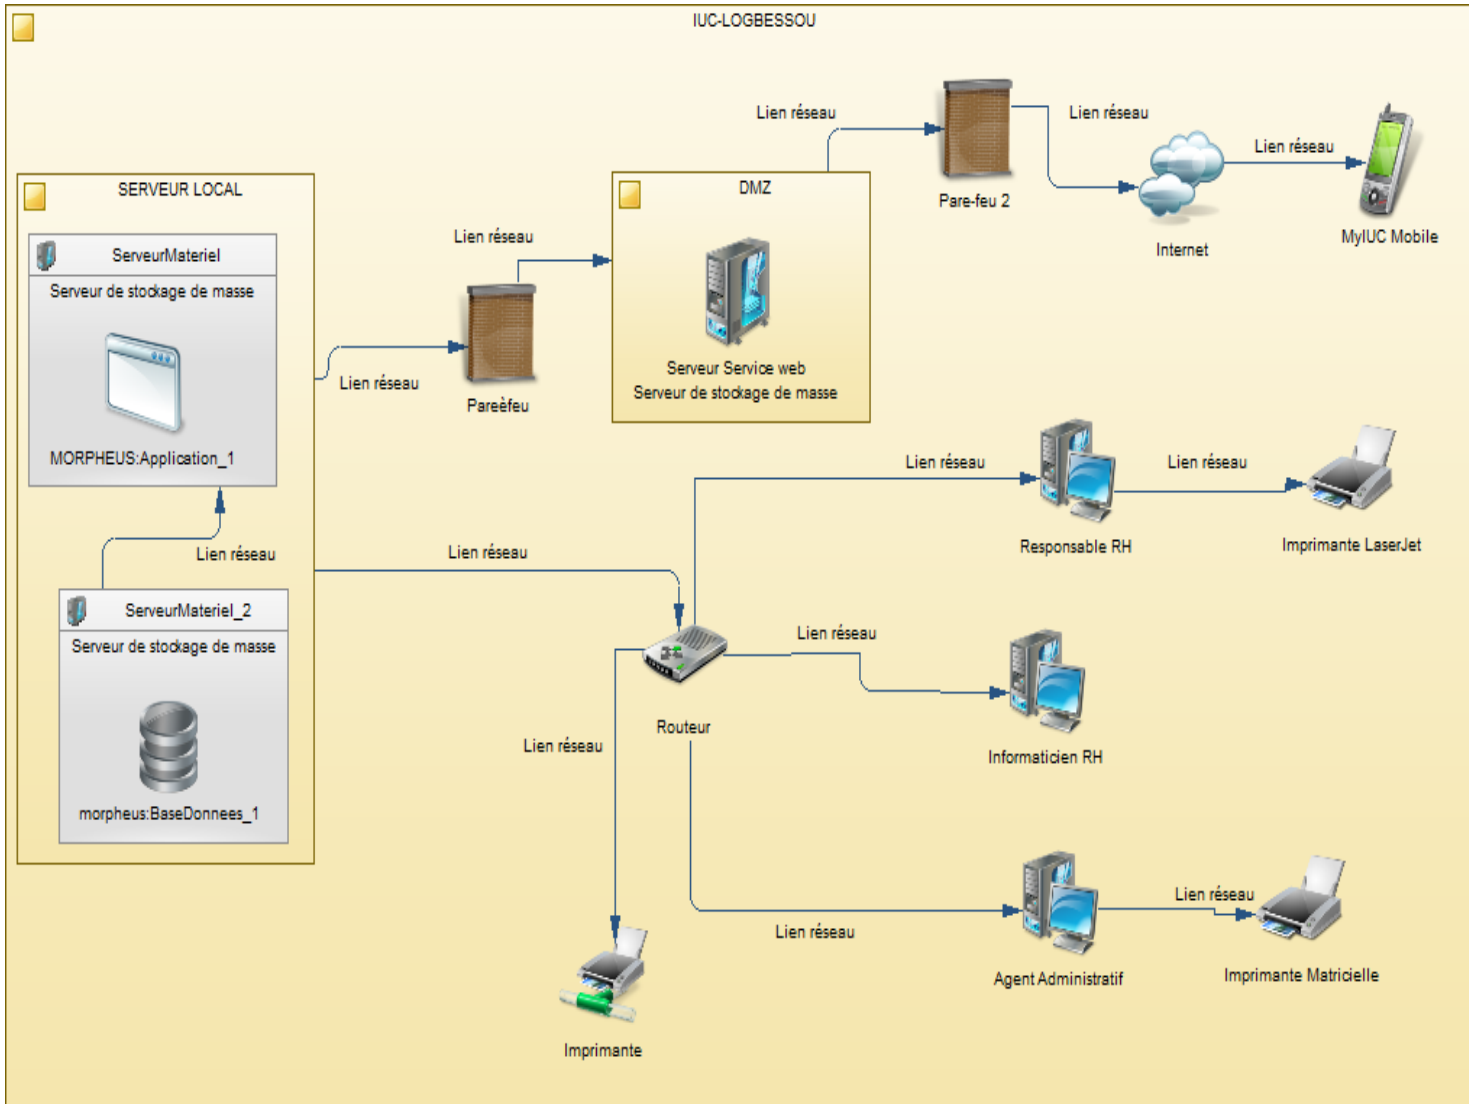 IUC-LOGBESSOU
Lien réseau
Lien réseau
Lien réseau
Pare-feu 2
Internet
MyIUC Mobile
SERVEUR LOCAL
ServeurMateriel
Serveur de stockage de masse
MORPHEUS:Application_1
Lien réseau
ServeurMateriel_2
Serveur de stockage de masse
morpheus:BaseDonnees_1
Lien réseau
Pareèfeu
Lien réseau
DMZ
Serveur Service web
Serveur de stockage de masse
Lien réseau
Lien réseau
Lien réseau
Responsable RH
Imprimante LaserJet
Routeur
Lien réseau
Informaticien RH
Lien réseau
Imprimante
Lien réseau
Agent Administratif
Lien réseau
Imprimante Matricielle